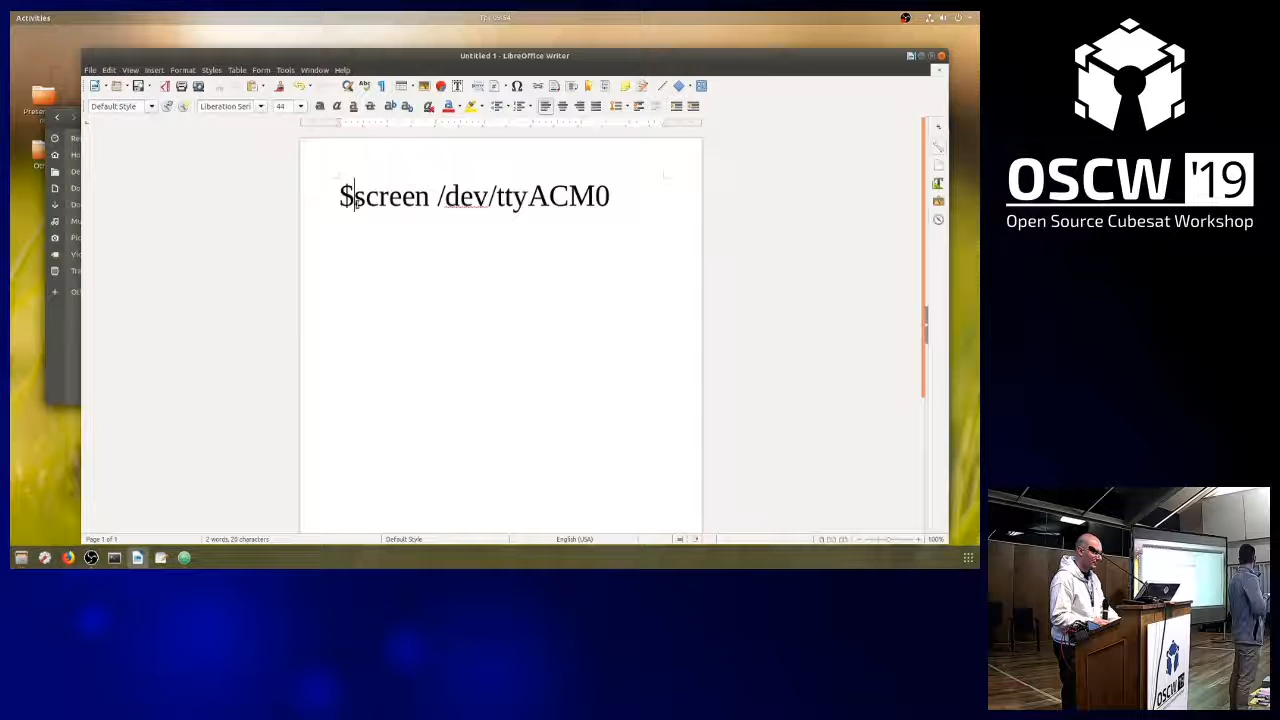 Activities
Untitled 1 - LibreOffice Writer
File Edit View Insert Format Styles Table Form Tools Window Help
Default Style Liberation Seri 44
$screen /dev/ttyACM0
Page 1 of 1 2 words, 20 characters Default Style English (USA) 100%
OSCW '19
Open Source Cubesat Workshop
OSCW